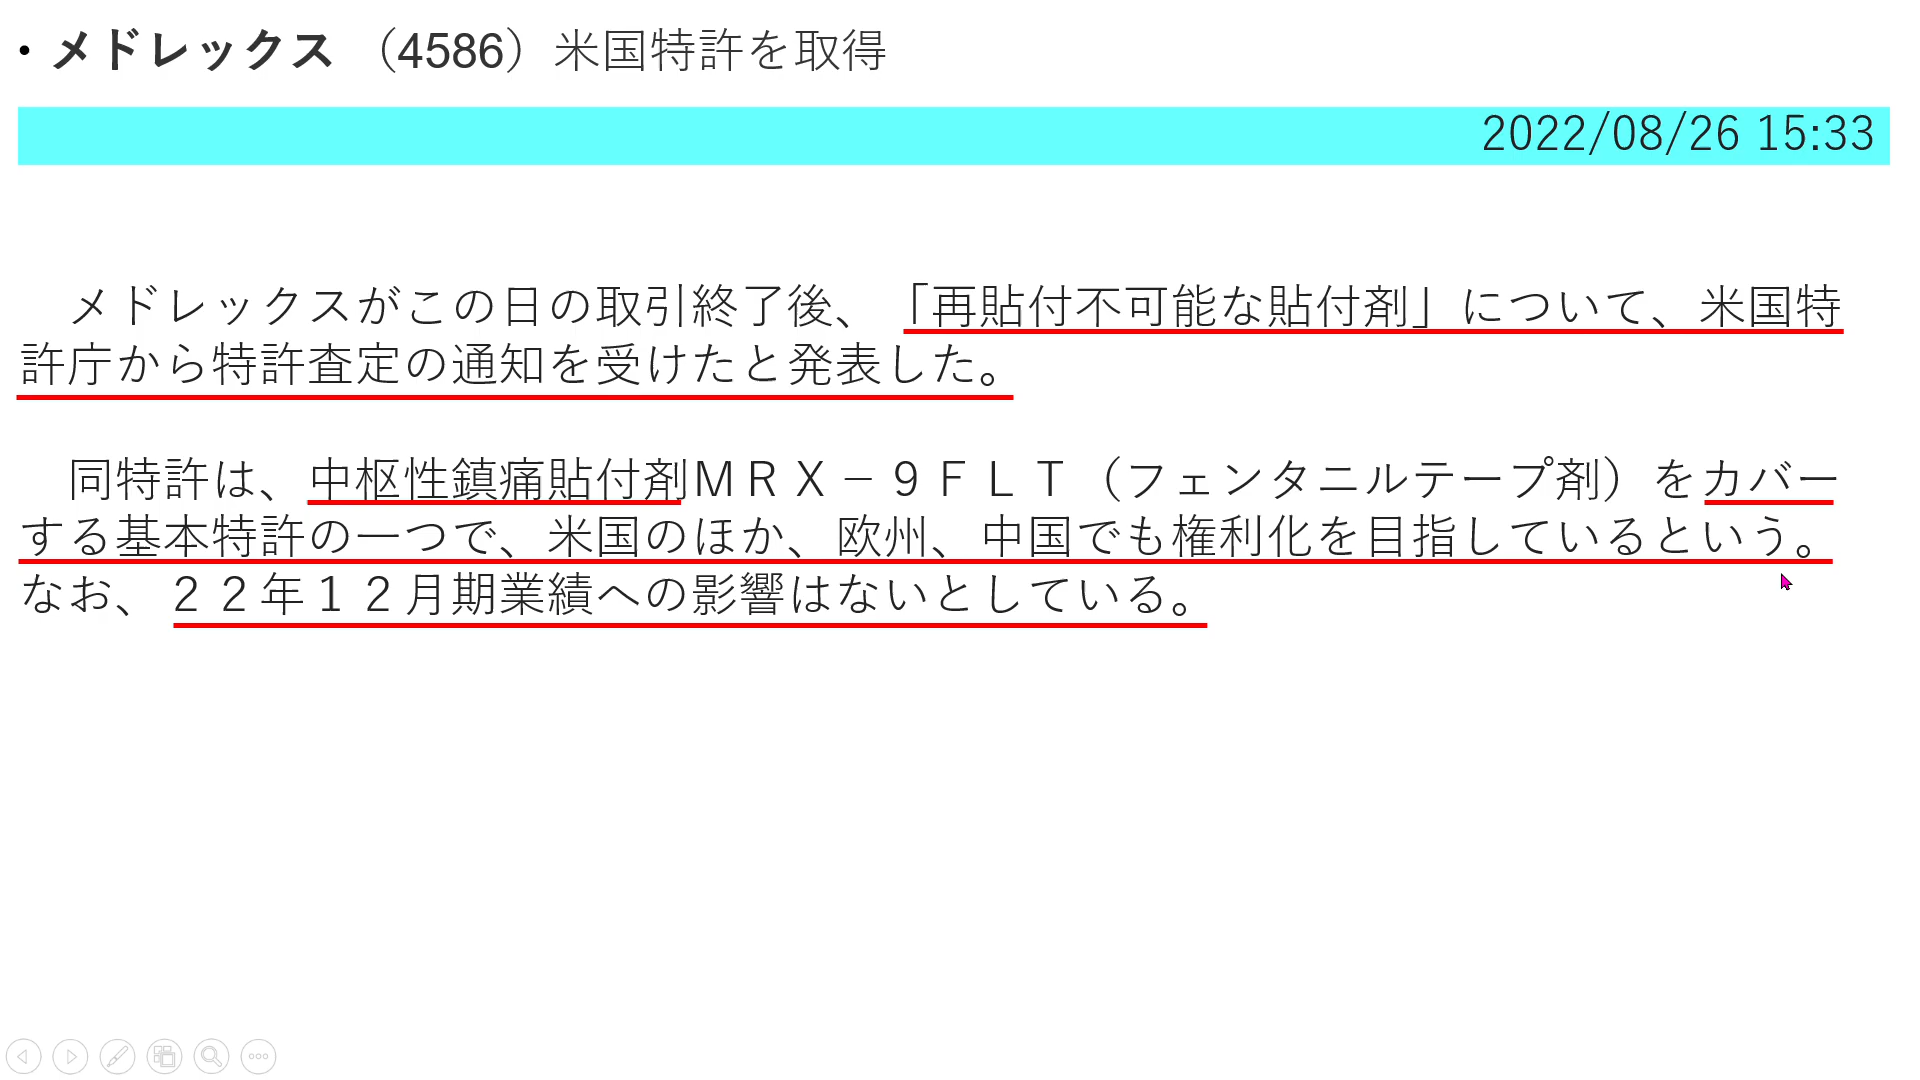 ・メドレックス （4586）米国特許を取得
2022/08/26 15:33
　メドレックスがこの日の取引終了後、「再貼付不可能な貼付剤」について、米国特
許庁から特許査定の通知を受けたと発表した。
　同特許は、中枢性鎮痛貼付剤ＭＲＸ－９ＦＬＴ（フェンタニルテープ剤）をカバー
する基本特許の一つで、米国のほか、欧州、中国でも権利化を目指しているという。
なお、２２年１２月期業績への影響はないとしている。